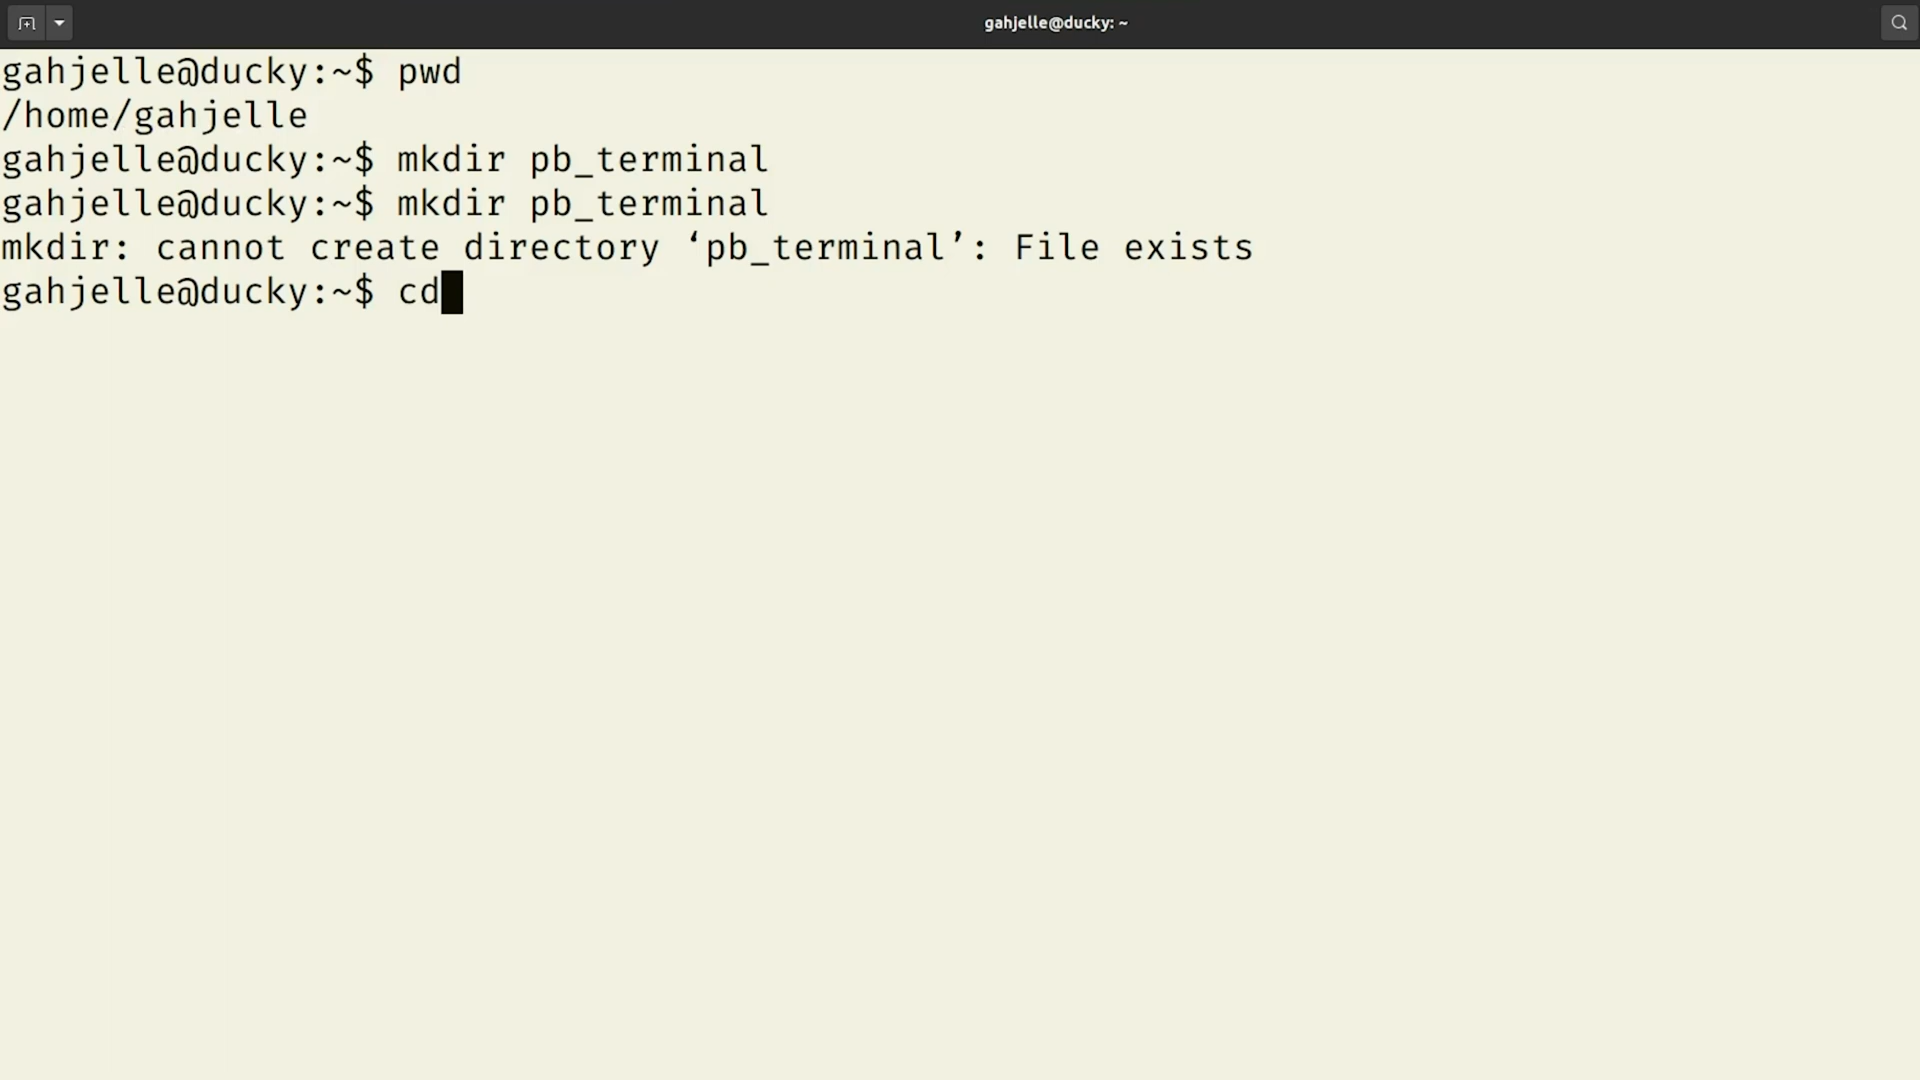 gahjelle@ducky: ~
gahjelle@ducky:~$ pwd
/home/gahjelle
gahjelle@ducky:~$ mkdir pb_terminal
gahjelle@ducky:~$ mkdir pb_terminal
mkdir: cannot create directory ‘pb_terminal’: File exists
gahjelle@ducky:~$ cd